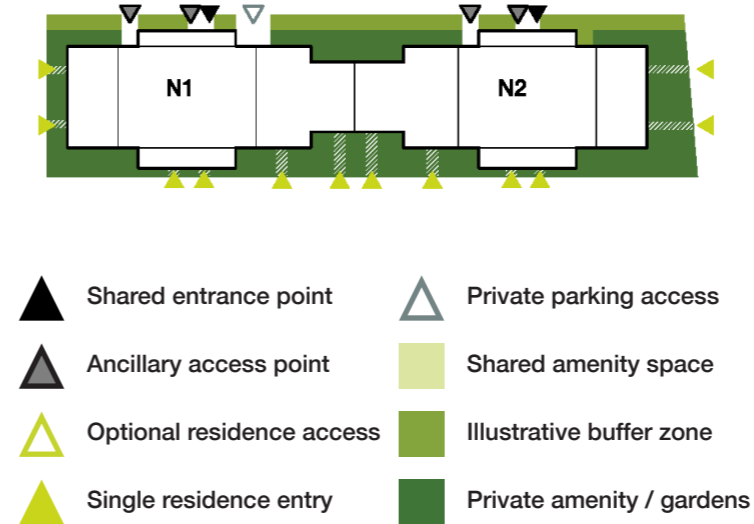 N1
N2
Shared entrance point
Private parking access
Ancillary access point
Shared amenity space
Optional residence access
Illustrative buffer zone
Single residence entry
Private amenity / gardens